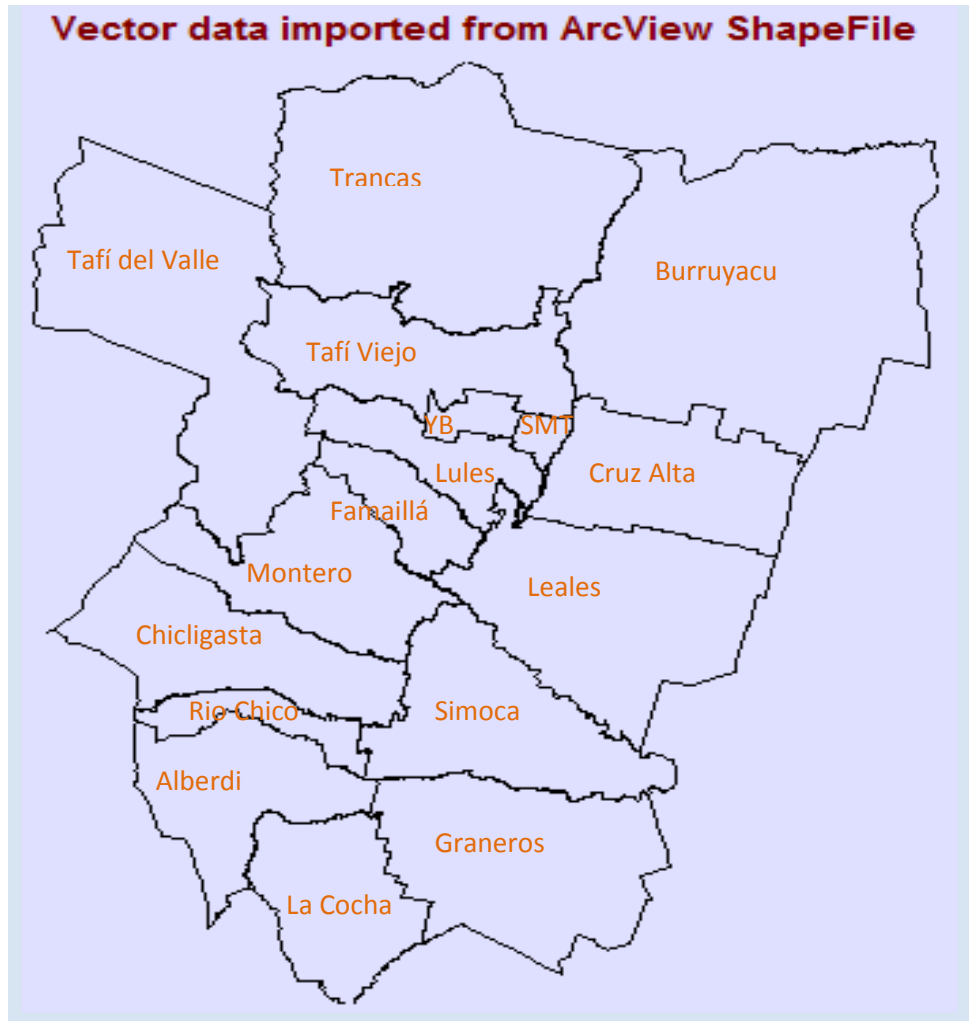 Vector data imported from ArcView ShapeFile
Trancas
Tafí del Valle
Burruyacu
Tafí Viejo
YB
SMT
Lules
Cruz Alta
Famaillá
Montero
Leales
Chicligasta
Rio Chico
Simoca
Alberdi
Graneros
La Cocha